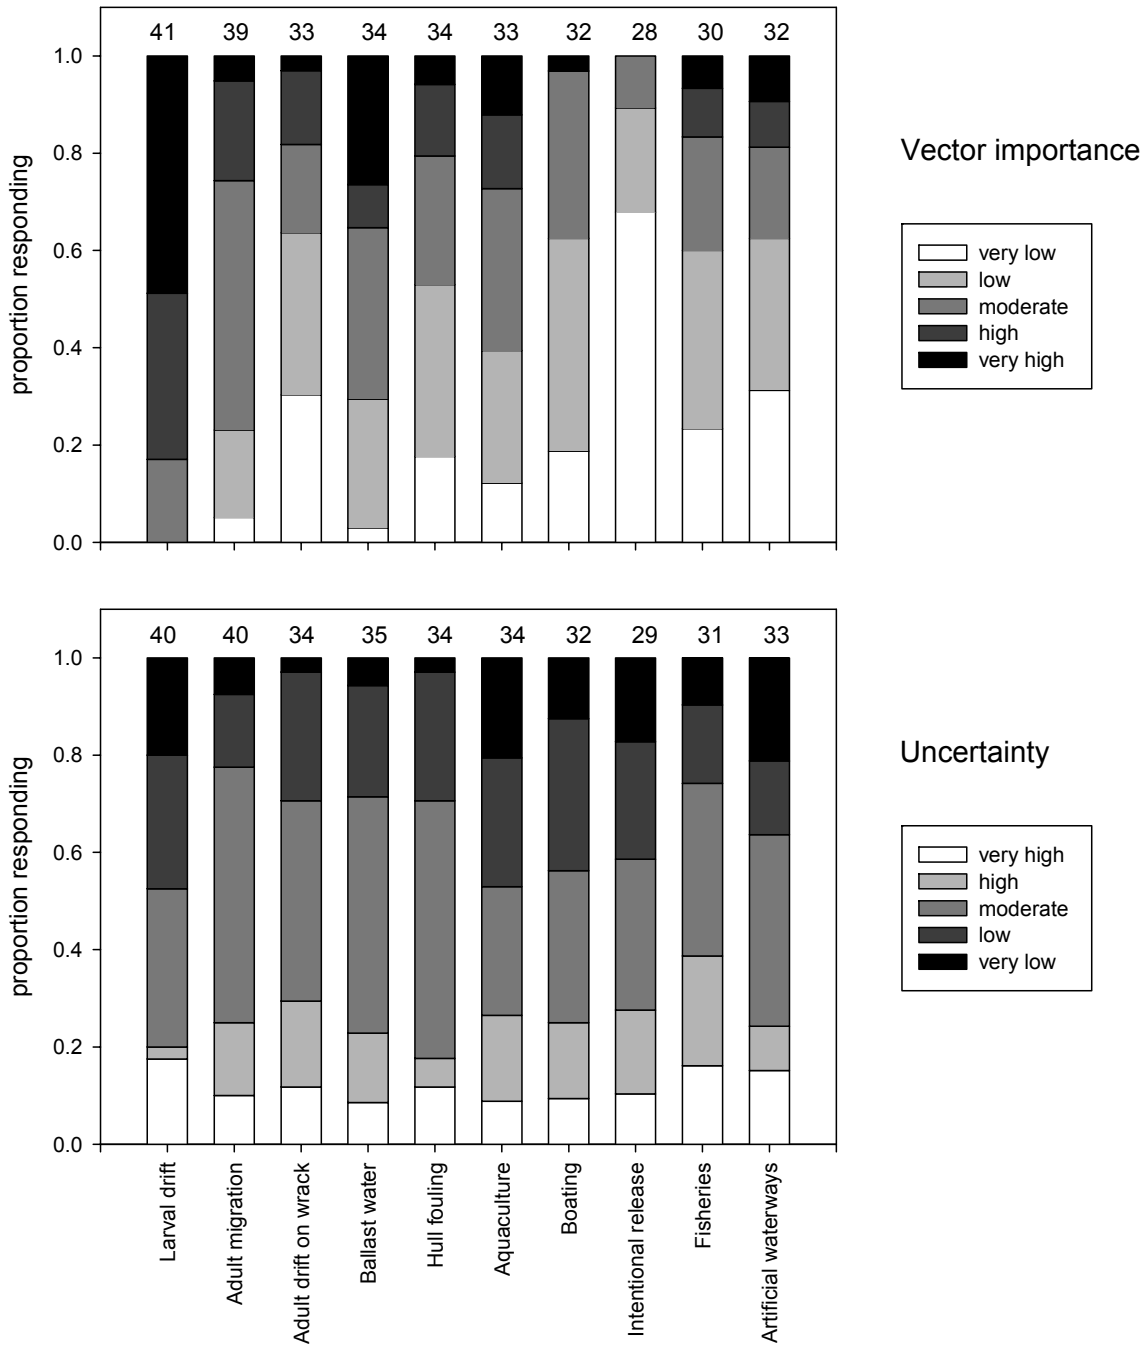 41 39 33 34 34 33 32 28 30 32
1.0
0.8
0.6
0.4
0.2
0.0
proportion responding
Vector importance
very low
low
moderate
high
very high
40 40 34 35 34 34 32 29 31 33
1.0
0.8
0.6
0.4
0.2
0.0
proportion responding
Uncertainty
very high
high
moderate
low
very low
Larval drift
Adult migration
Adult drift on wrack
Ballast water
Hull fouling
Aquaculture
Boating
Intentional release
Fisheries
Artificial waterways